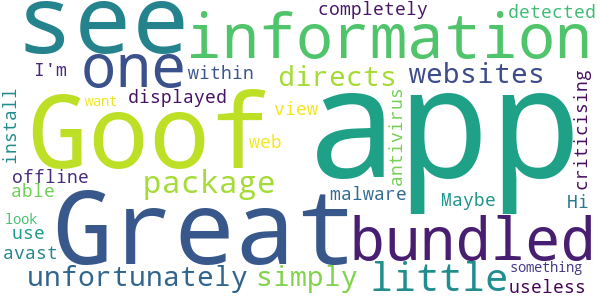 see completely detected
information
I'm one within directs websites
install want displayed view antivirus criticising
Goof app
web
offline
able package malware Maybe Hi
look Great bundled
use
avast little something
unfortunately simply useless